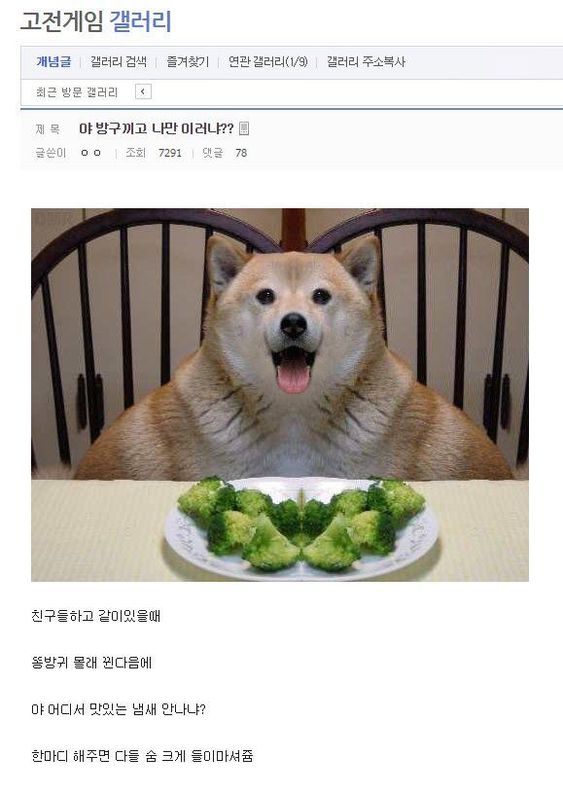 고전게임 갤러리
개념글 | 갤러리 검색 | 즐겨찾기 | 연관 갤러리(1/9) | 갤러리 주소복사
최근 방문 갤러리 <
제 목 야 방구끼고 나만 이러냐??
글쓴이 ㅇㅇ | 조회 7291 | 댓글 78
친구들하고 같이있을때
똥방귀 몰래 뀐다음에
야 어디서 맛있는 냄새 안나냐?
한마디 해주면 다들 숨 크게 들이마셔쥼